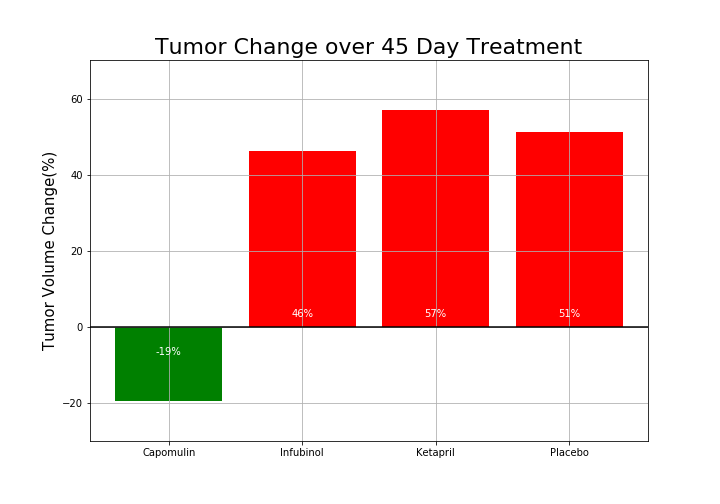 Tumor Change over 45 Day Treatment
Tumor Volume Change(%)
60
40
20
0
−20
46%
57%
51%
-19%
Capomulin
Infubinol
Ketapril
Placebo